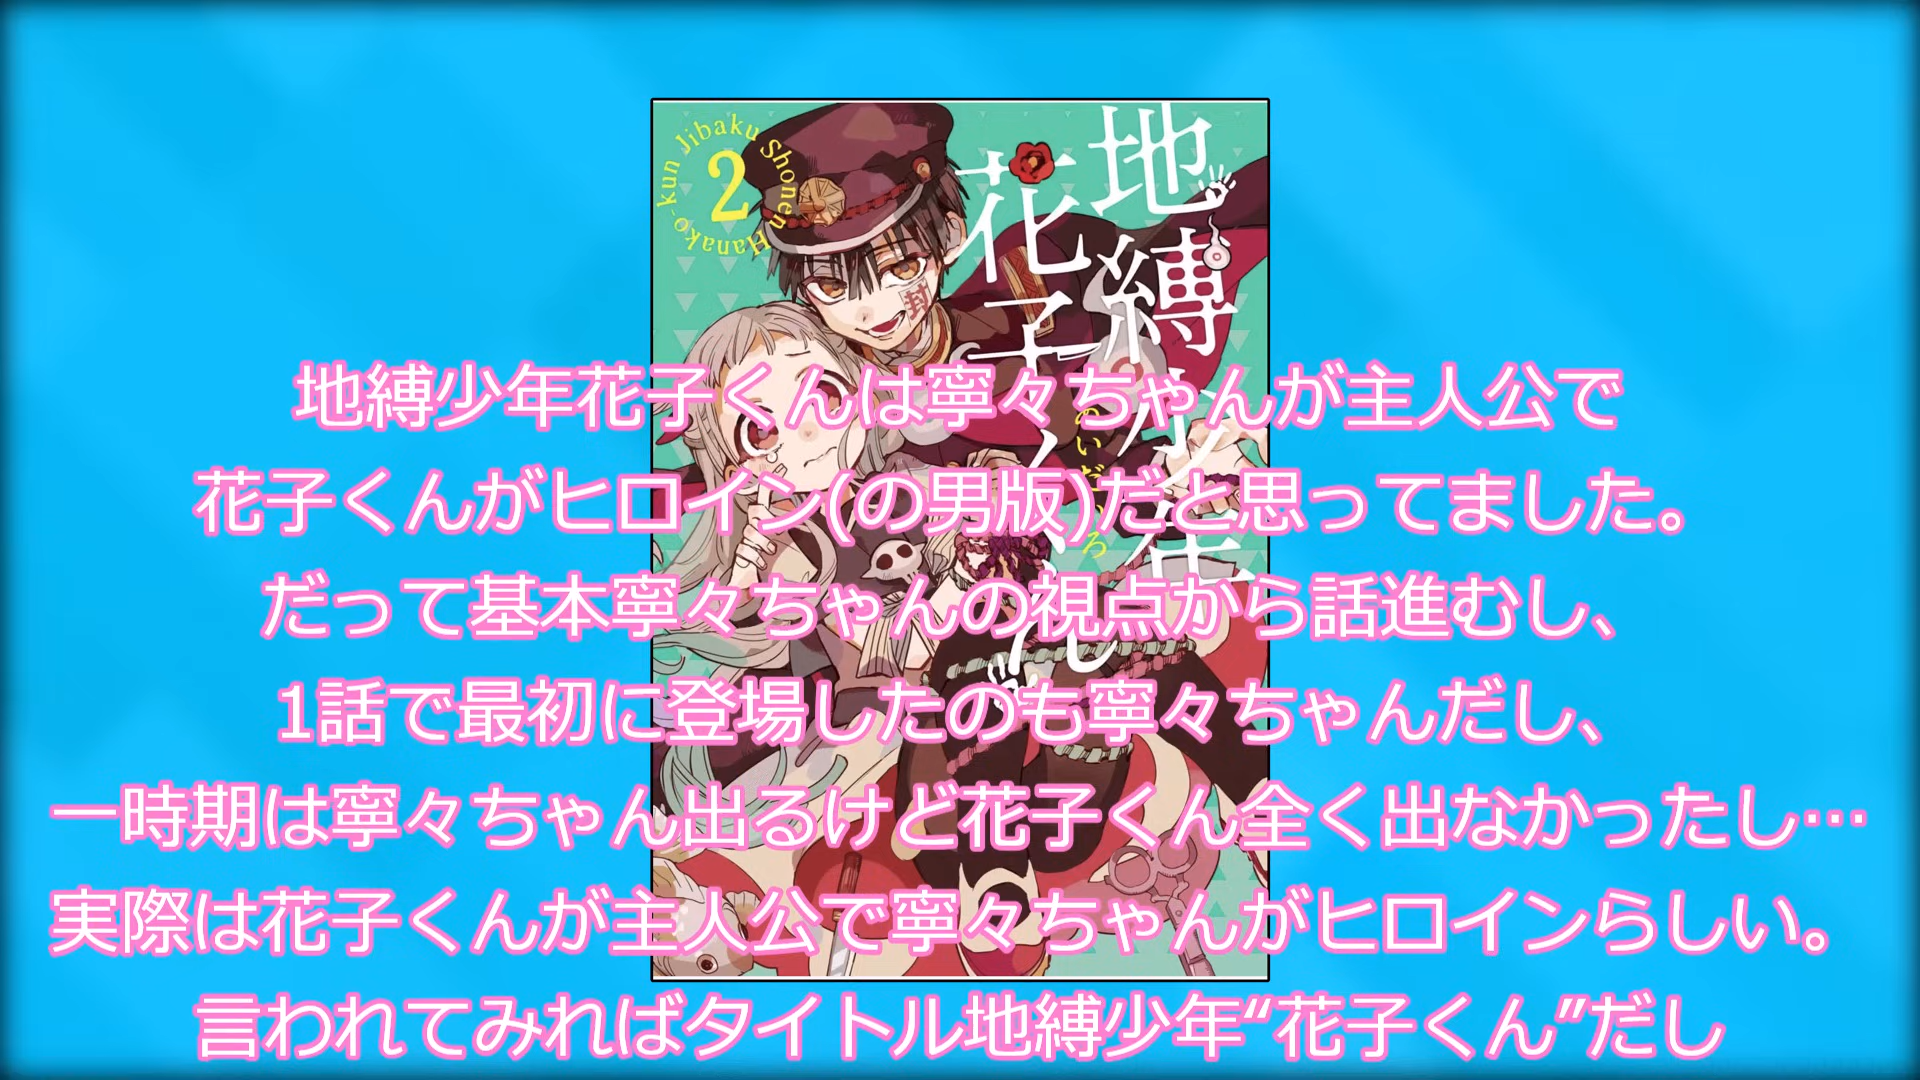 Jibaku Shonen Hanako-kun
2
地縛少年
花子くん
封
地縛少年花子くんは寧々ちゃんが主人公で
花子くんがヒロイン(の男版)だと思ってました。
だって基本寧々ちゃんの視点から話進むし、
1話で最初に登場したのも寧々ちゃんだし、
一時期は寧々ちゃん出るけど花子くん全く出なかったし…
実際は花子くんが主人公で寧々ちゃんがヒロインらしい。
言われてみればタイトル地縛少年“花子くん”だし